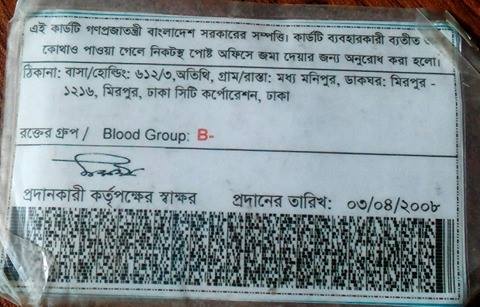 এই কার্ডটি গণপ্রজাতন্ত্রী বাংলাদেশ সরকারের সম্পত্তি। কার্ডটি ব্যবহারকারী ব্যতীত
কোথাও পাওয়া গেলে নিকটস্থ পোষ্ট অফিসে জমা দেয়ার জন্য অনুরোধ করা হলো।
ঠিকানা: বাসা/হোল্ডিং: ৬১২/৩,অতিথি, গ্রাম/রাস্তা: মধ্য মনিপুর, ডাকঘর: মিরপুর -
১২১৬, মিরপুর, ঢাকা সিটি কর্পোরেশন, ঢাকা
রক্তের গ্রুপ / Blood Group: B-
প্রদানকারী কর্তৃপক্ষের স্বাক্ষর প্রদানের তারিখ: ০৩/০৪/২০০৮